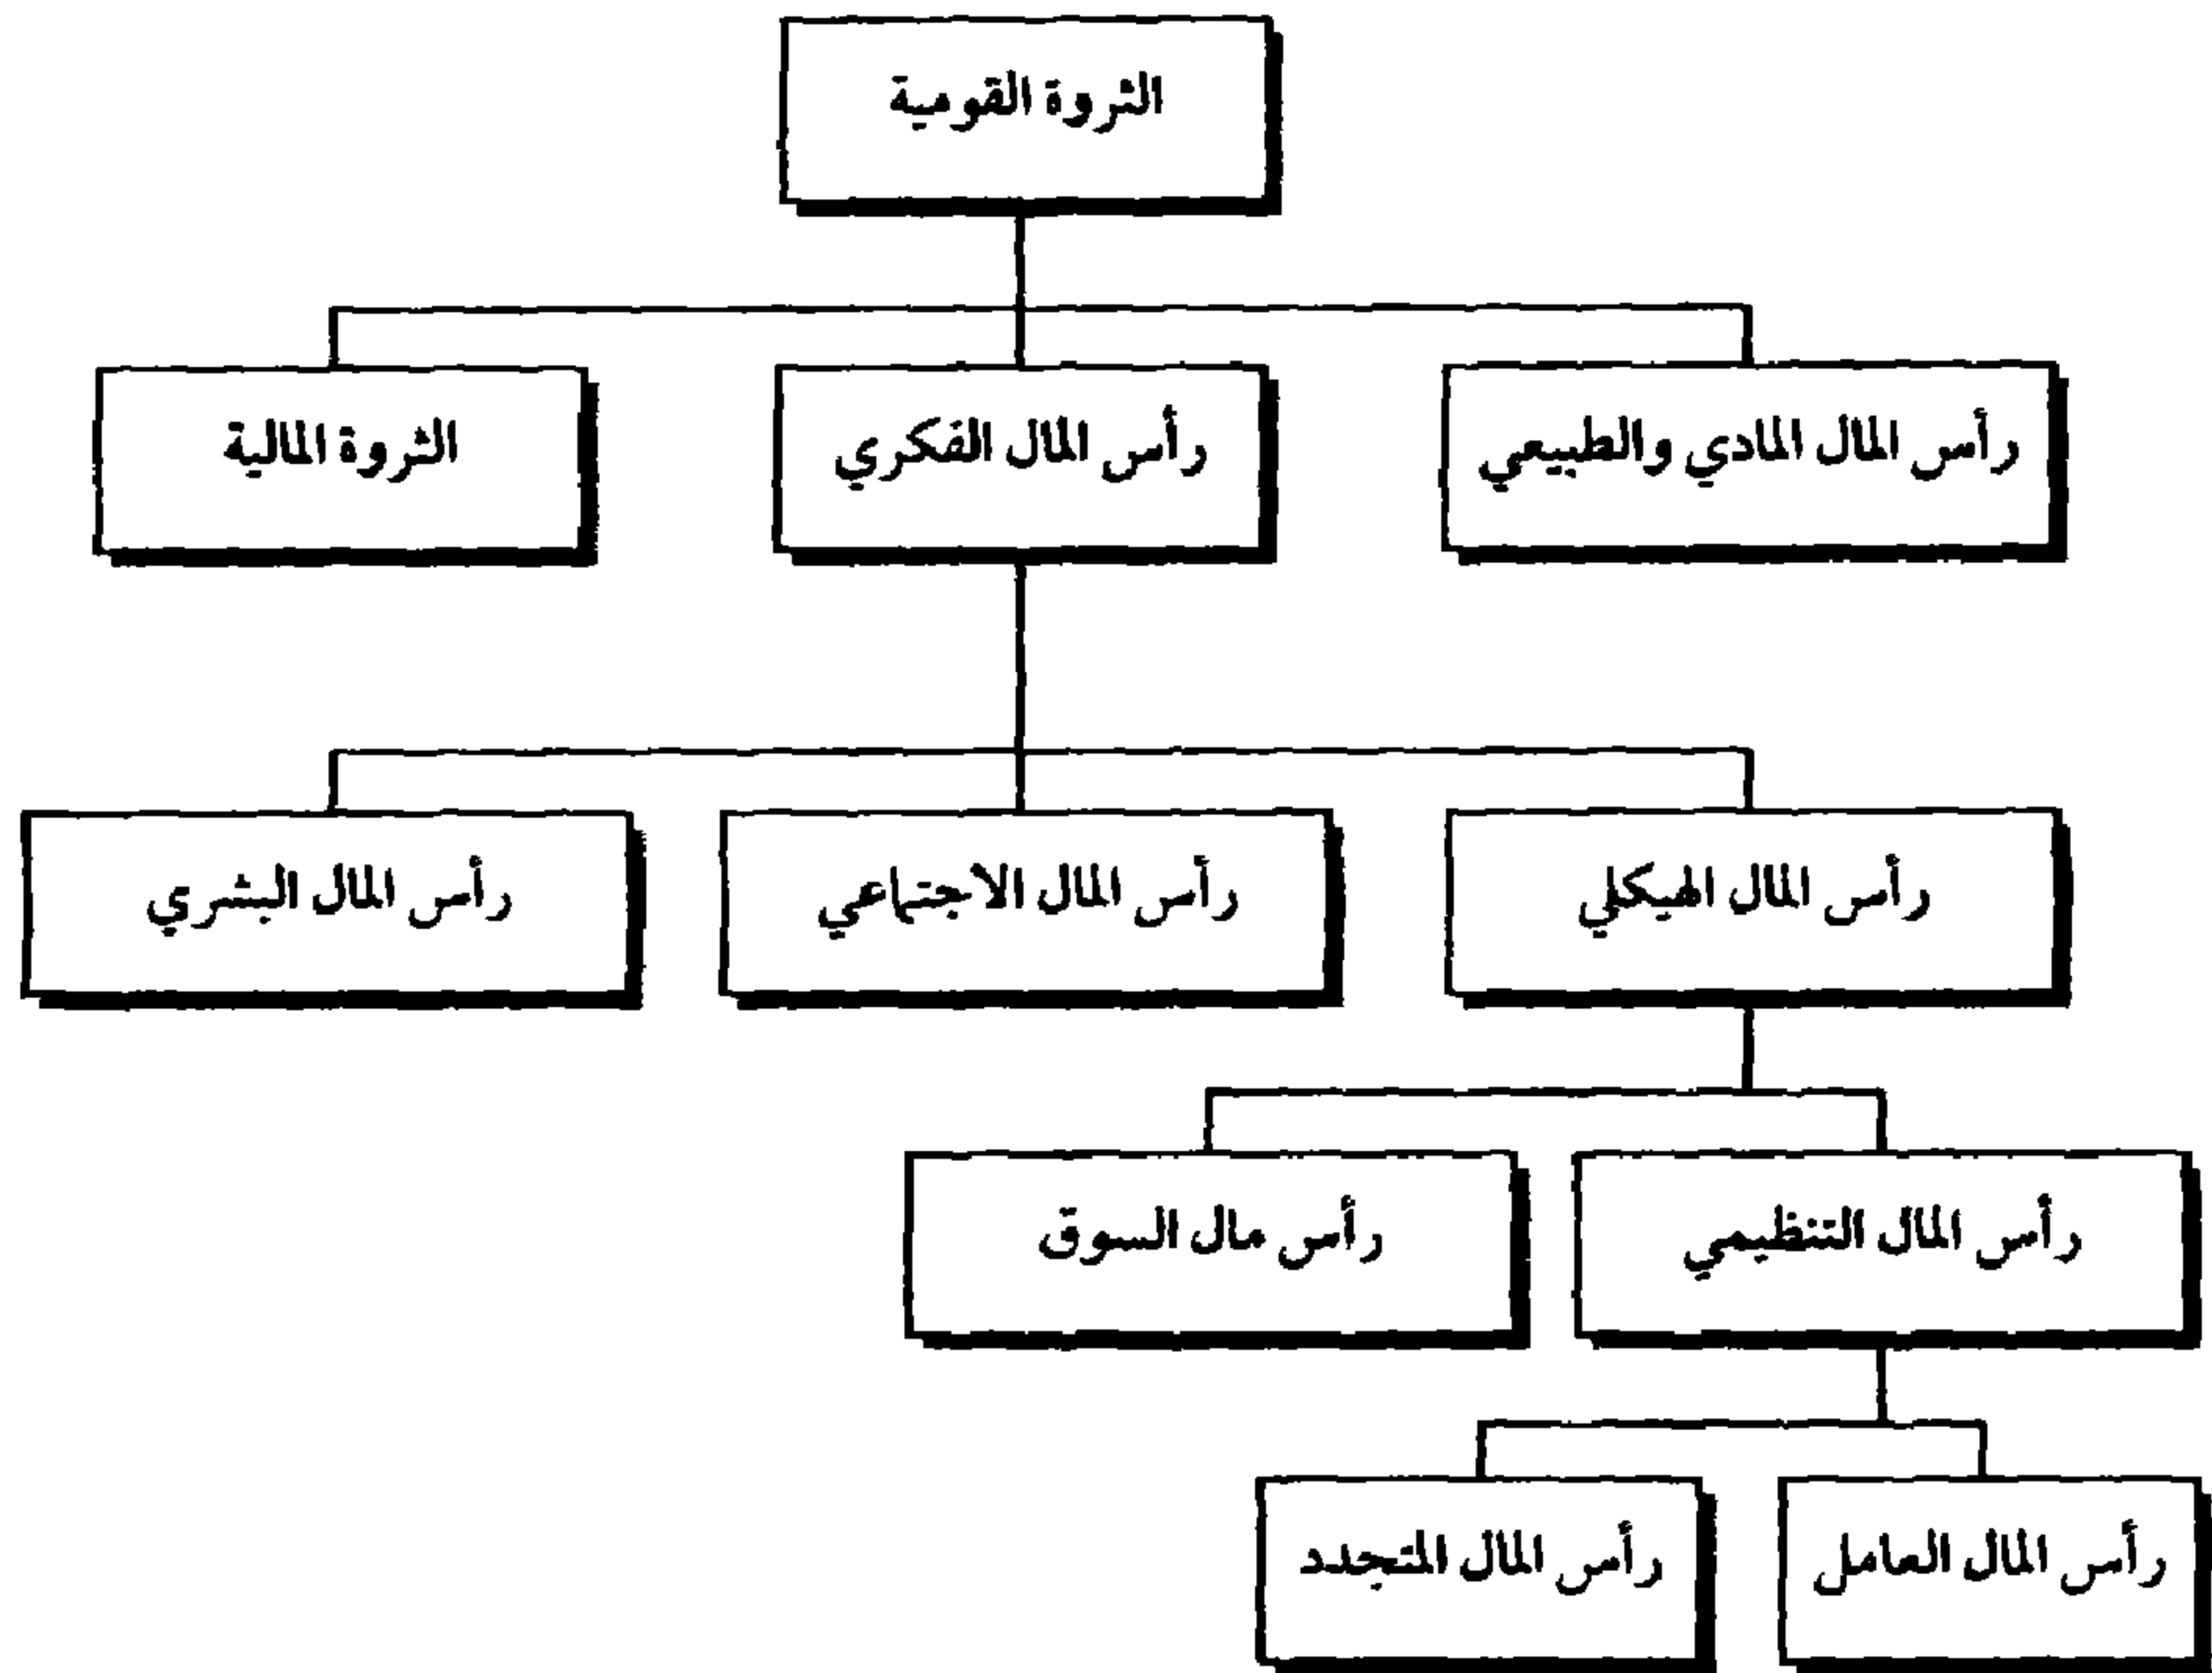 الثروة القومية
رأس المال المادي والطبيعي
رأس المال الفكري
الثروة المالية
رأس المال الهيكلي
رأس المال الاجتماعي
رأس المال البشري
رأس المال التنظيمي
رأس مال السوق
رأس المال العامل
رأس المال المتجدد